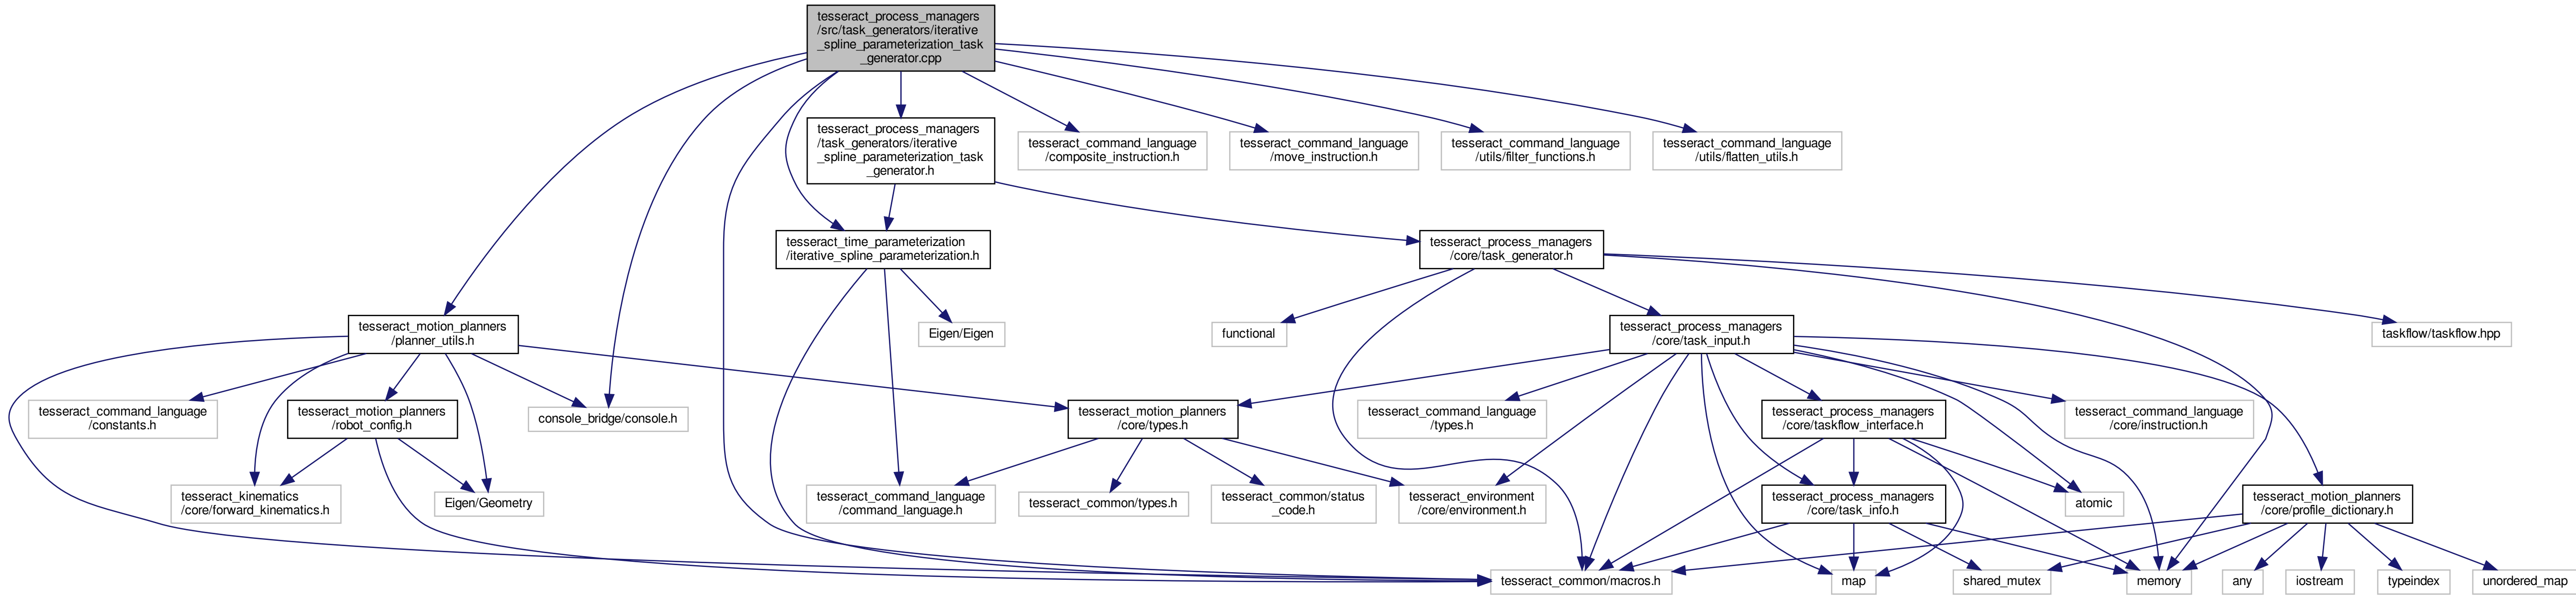 tesseract_process_managers
/src/task_generators/iterative
_spline_parameterization_task
_generator.cpp
tesseract_process_managers
/task_generators/iterative
_spline_parameterization_task
_generator.h
tesseract_command_language
/composite_instruction.h
tesseract_command_language
/move_instruction.h
tesseract_command_language
/utils/filter_functions.h
tesseract_command_language
/utils/flatten_utils.h
tesseract_time_parameterization
/iterative_spline_parameterization.h
tesseract_process_managers
/core/task_generator.h
tesseract_motion_planners
/planner_utils.h
Eigen/Eigen
functional
tesseract_process_managers
/core/task_input.h
taskflow/taskflow.hpp
tesseract_command_language
/constants.h
tesseract_motion_planners
/robot_config.h
console_bridge/console.h
tesseract_motion_planners
/core/types.h
tesseract_command_language
/types.h
tesseract_process_managers
/core/taskflow_interface.h
tesseract_command_language
/core/instruction.h
tesseract_kinematics
/core/forward_kinematics.h
Eigen/Geometry
tesseract_command_language
/command_language.h
tesseract_common/types.h
tesseract_common/status
_code.h
tesseract_environment
/core/environment.h
tesseract_process_managers
/core/task_info.h
atomic
tesseract_motion_planners
/core/profile_dictionary.h
tesseract_common/macros.h
map
shared_mutex
memory
any
iostream
typeindex
unordered_map